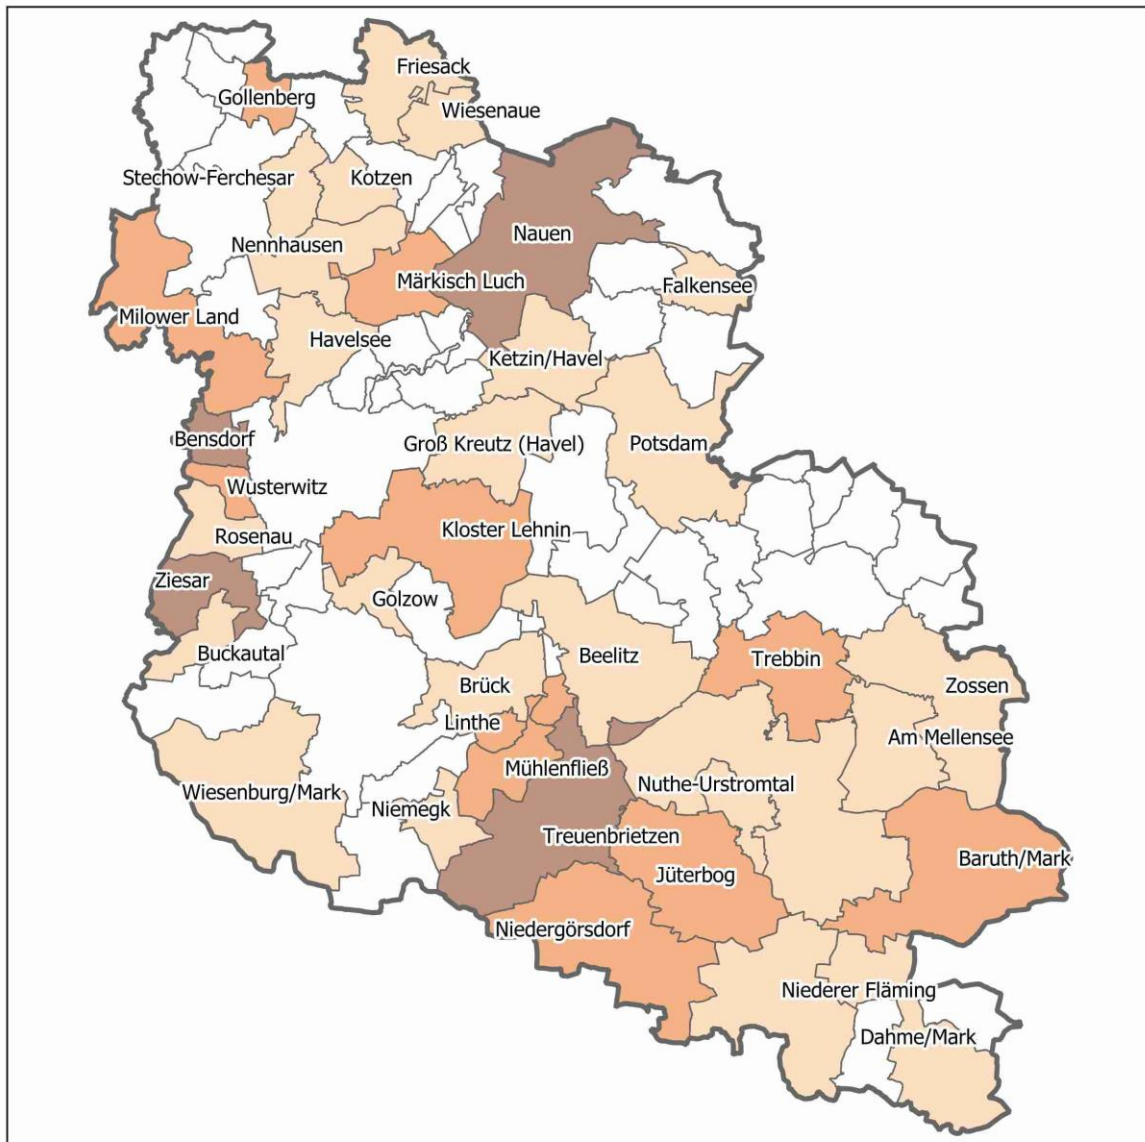 Friesack
Gollenberg
Wiesenaue
Stechow-Ferchesar
Kotzen
Nauen
Nennhausen
Märkisch Luch
Falkensee
Milower Land
Havelsee
Ketzin/Havel
Bensdorf
Groß Kreutz (Havel)
Potsdam
Wusterwitz
Rosenau
Kloster Lehnin
Ziesar
Golzow
Buckautal
Beelitz
Trebbin
Brück
Zossen
Linthe
Am Mellensee
Mühlenfließ
Wiesenburg/Mark
Nuthe-Urstromtal
Niemegk
Treuenbrietzen
Baruth/Mark
Jüterbog
Niedergörsdorf
Niederer Fläming
Dahme/Mark